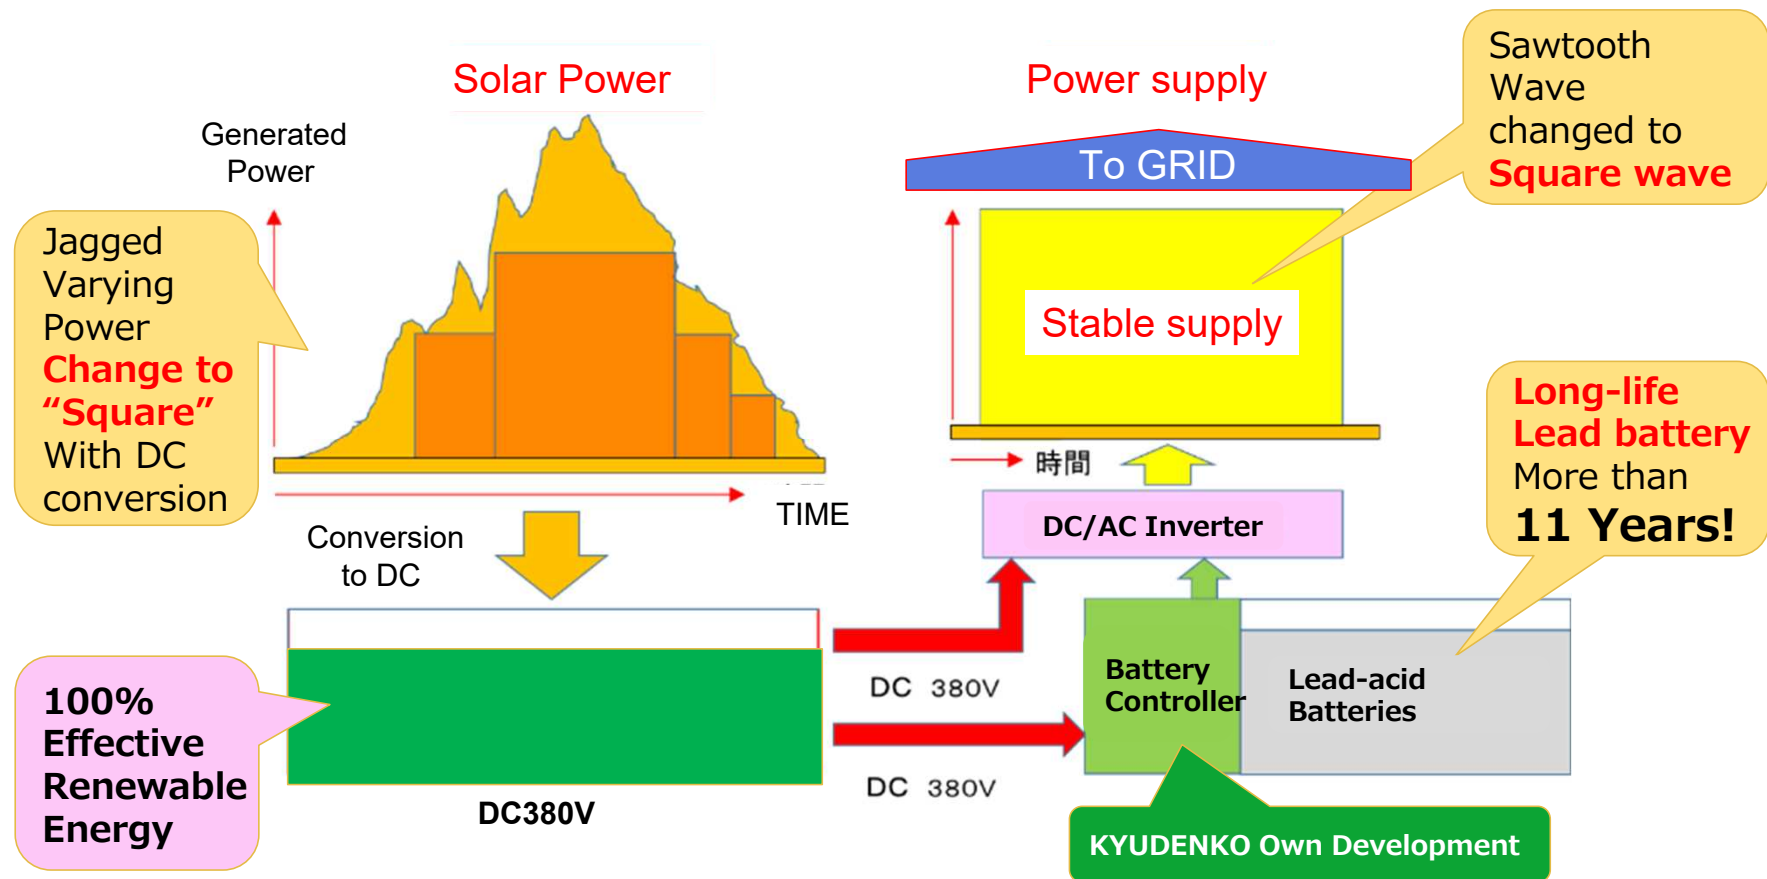 Solar Power
Generated
Power
Jagged
Varying
Power
Change to
“Square”
With DC
conversion
TIME
Conversion
to DC
100%
Effective
Renewable
Energy
DC380V
Power supply
To GRID
Sawtooth
Wave
changed to
Square wave
Stable supply
時間
DC/AC Inverter
Long-life
Lead battery
More than
11 Years!
DC 380V
DC 380V
Battery
Controller
Lead-acid
Batteries
KYUDENKO Own Development